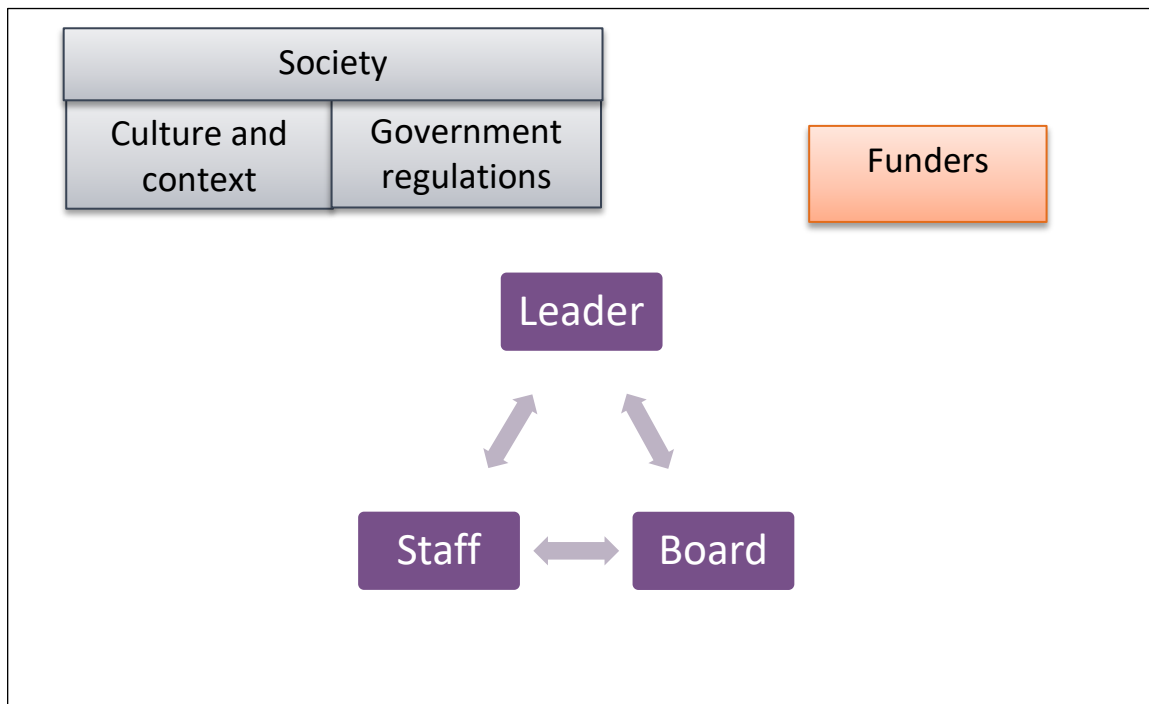 Society
Culture and
context
Government
regulations
Funders
Leader
Staff
Board